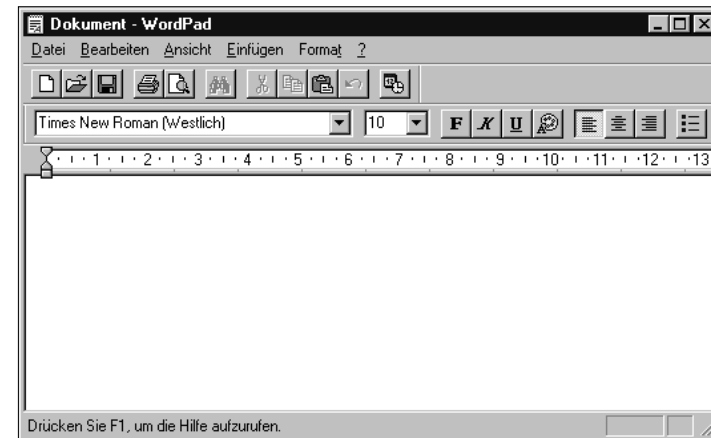 Dokument - WordPad
Datei Bearbeiten Ansicht Einfügen Format ?
Times New Roman (Westlich) 10 F K U
1 2 3 4 5 6 7 8 9 10 11 12 13
Drücken Sie F1, um die Hilfe aufzurufen.